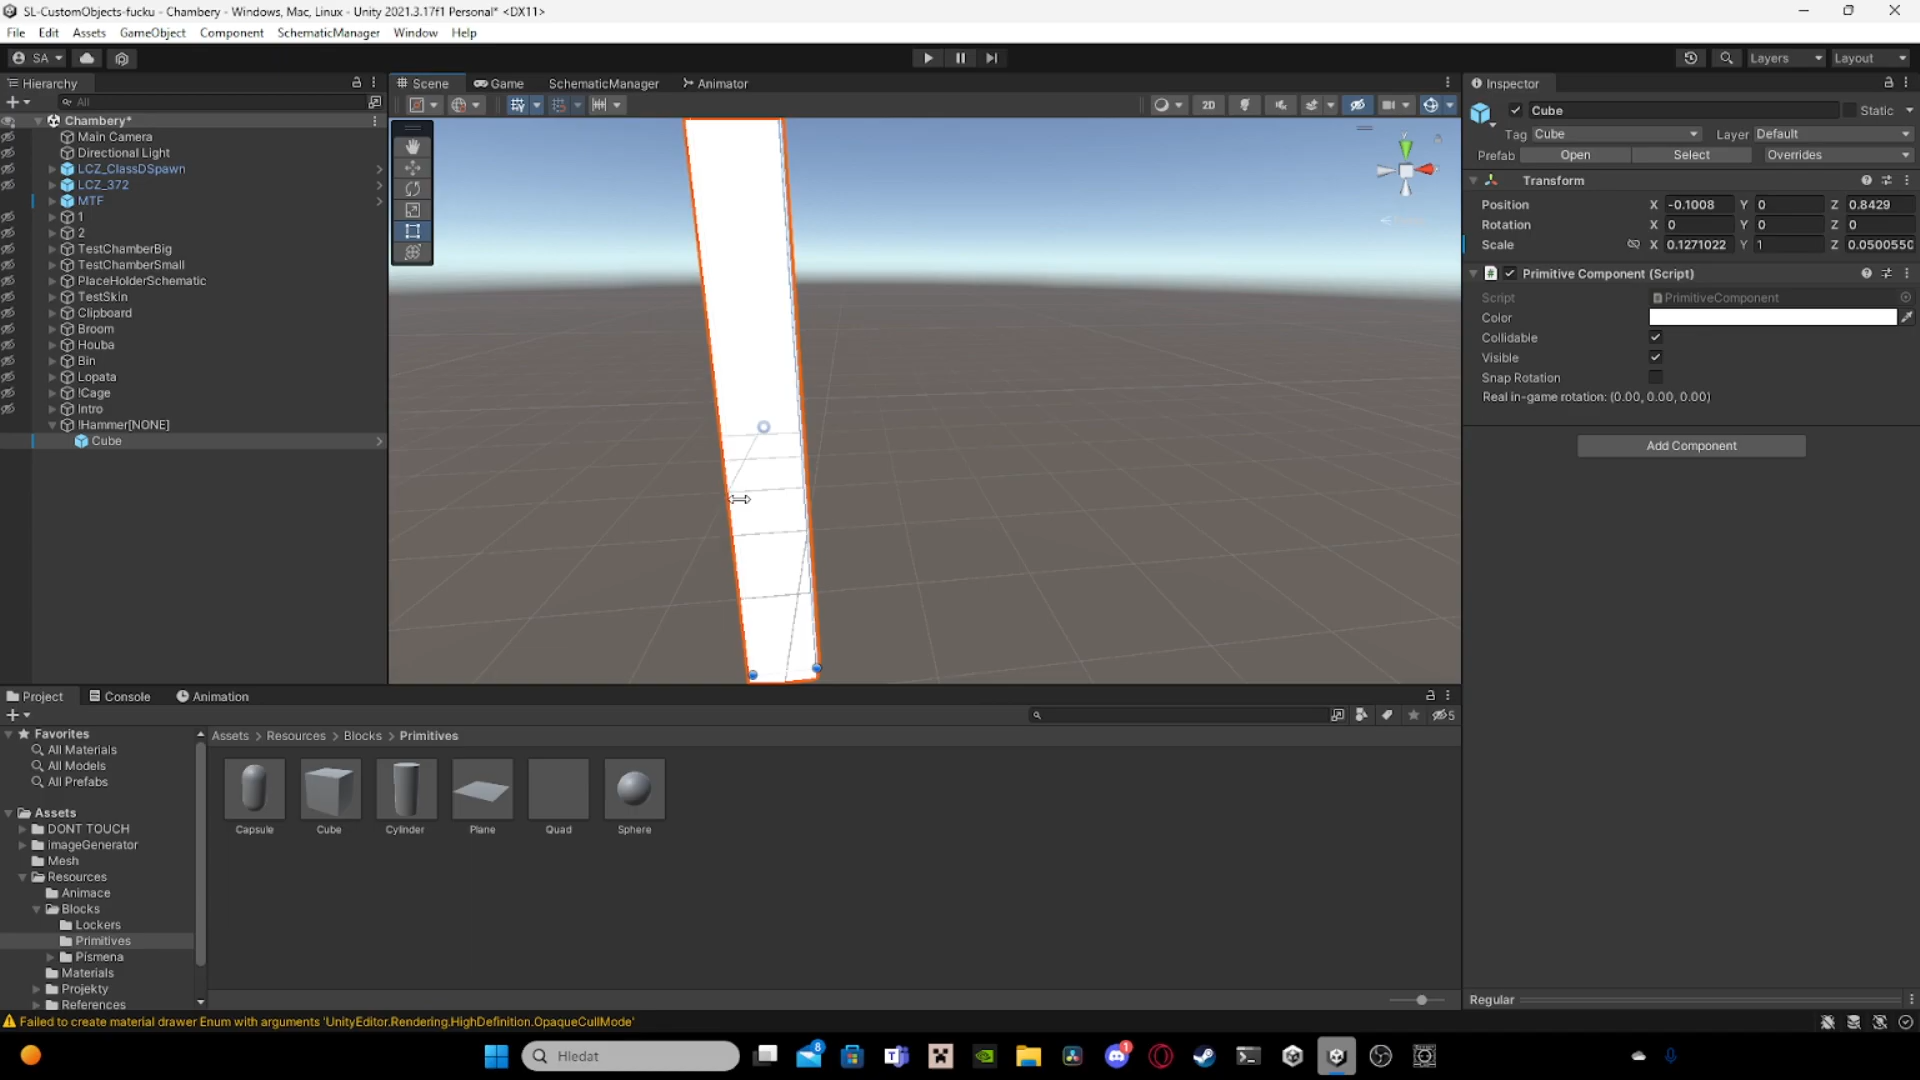 SL-CustomObjects-fucku - Chambery - Windows, Mac, Linux - Unity 2021.3.17f1 Personal* <DX11>
File Edit Assets GameObject Component SchematicManager Window Help
SA Layers Layout
Hierarchy Scene Game SchematicManager Animator Inspector
All 2D Cube Static
Chambery*
Main Camera Tag Cube Layer Default
Directional Light Prefab Open Select Overrides
LCZ_ClassDSpawn
LCZ_372 Transform
MTF Position X -0.1008 Y 0 Z 0.8429
1 Rotation X 0 Y 0 Z 0
2 Scale X 0.1271022 Y 1 Z 0.0500550
TestChamberBig
TestChamberSmall Primitive Component (Script)
PlaceHolderSchematic Script PrimitiveComponent
TestSkin Color
Clipboard Collidable
Broom Visible
Houba Snap Rotation
Bin Real in-game rotation: (0.00, 0.00, 0.00)
Lopata
!Cage
Intro
!Hammer[NONE]
Cube Add Component
Project Console Animation
5
Favorites Assets > Resources > Blocks > Primitives
All Materials
All Models
All Prefabs
Assets
DONT TOUCH Capsule Cube Cylinder Plane Quad Sphere
imageGenerator
Mesh
Resources
Animace
Blocks
Lockers
Primitives
Písmena
Materials
Projekty
References Regular
Failed to create material drawer Enum with arguments 'UnityEditor.Rendering.HighDefinition.OpaqueCullMode'
Hledat 8 1